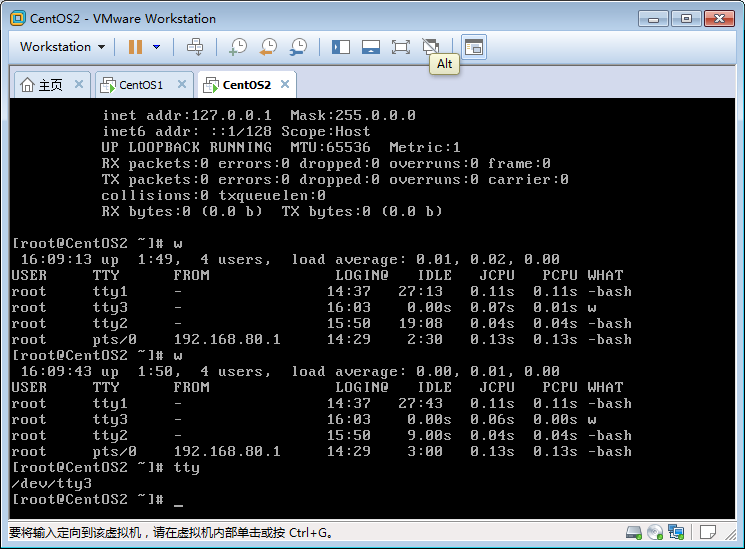 CentOS2 - VMware Workstation
Workstation
Alt
主页 CentOS1 CentOS2
inet addr:127.0.0.1  Mask:255.0.0.0
inet6 addr: ::1/128 Scope:Host
UP LOOPBACK RUNNING  MTU:65536  Metric:1
RX packets:0 errors:0 dropped:0 overruns:0 frame:0
TX packets:0 errors:0 dropped:0 overruns:0 carrier:0
collisions:0 txqueuelen:0
RX bytes:0 (0.0 b)  TX bytes:0 (0.0 b)
[root@CentOS2 ~]# w
16:09:13 up  1:49,  4 users,  load average: 0.01, 0.02, 0.00
USER     TTY      FROM              LOGIN@   IDLE   JCPU   PCPU WHAT
root     tty1     -                14:37   27:13   0.11s  0.11s -bash
root     tty3     -                16:03    0.00s  0.07s  0.01s w
root     tty2     -                15:50   19:08   0.04s  0.04s -bash
root     pts/0    192.168.80.1     14:29    2:30   0.13s  0.13s -bash
[root@CentOS2 ~]# w
16:09:43 up  1:50,  4 users,  load average: 0.00, 0.01, 0.00
USER     TTY      FROM              LOGIN@   IDLE   JCPU   PCPU WHAT
root     tty1     -                14:37   27:43   0.11s  0.11s -bash
root     tty3     -                16:03    0.00s  0.06s  0.00s w
root     tty2     -                15:50    9.00s  0.04s  0.04s -bash
root     pts/0    192.168.80.1     14:29    3:00   0.13s  0.13s -bash
[root@CentOS2 ~]# tty
/dev/tty3
[root@CentOS2 ~]# _
要将输入定向到该虚拟机，请在虚拟机内部单击或按 Ctrl+G。